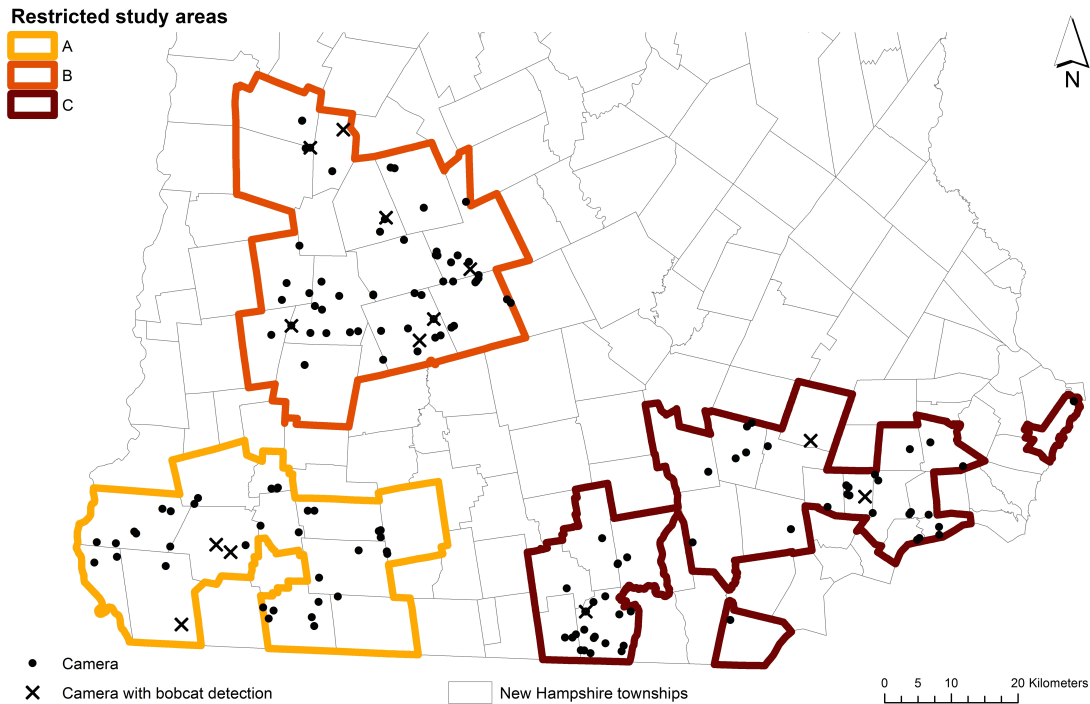 Restricted study areas
A
B
C
N
Camera
Camera with bobcat detection
New Hampshire townships
0 5 10 20 Kilometers